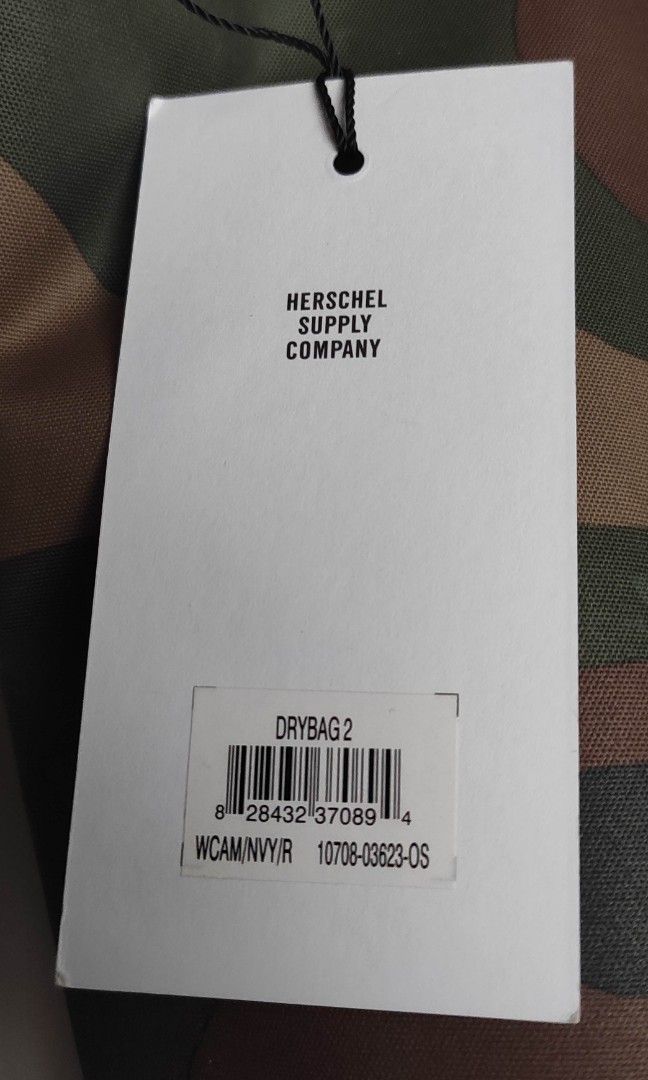 HERSCHEL
SUPPLY
COMPANY
DRYBAG 2
8 28432 37089 4
WCAM/NVY/R 10708-03623-OS